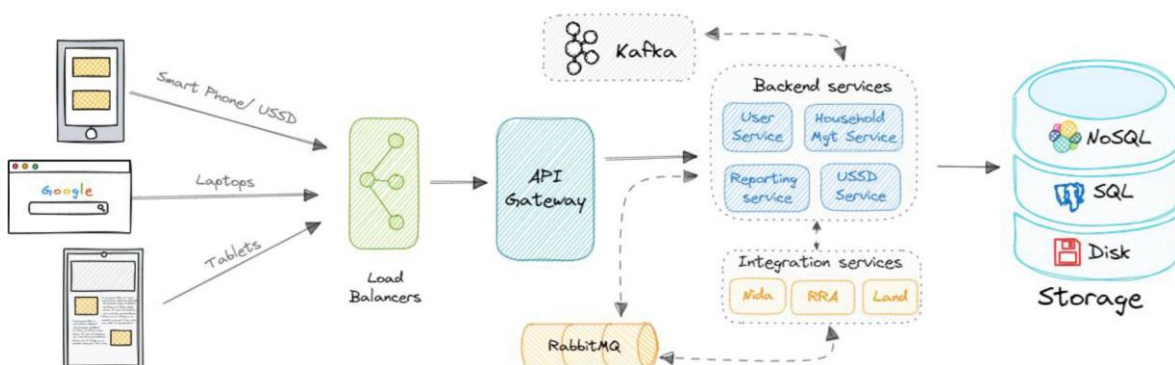 Smart Phone/ USSD
Google
Laptops
Tablets
Load
Balancers
API
Gateway
Kafka
Backend services
User
Service
Household
Mgt Service
Reporting
service
USSD
Service
Integration services
Nida
RRA
Land
RabbitMQ
NoSQL
SQL
Disk
Storage